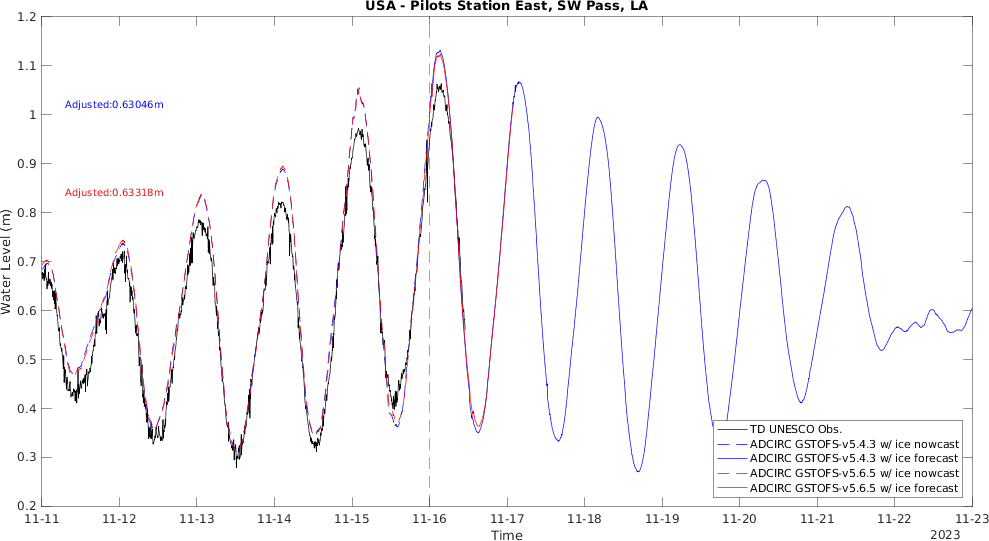 USA - Pilots Station East, SW Pass, LA
1.2
1.1
1
0.9
0.8
0.7
0.6
0.5
0.4
0.3
0.2
Water Level (m)
Adjusted:0.63046m
Adjusted:0.63318m
TD UNESCO Obs.
ADCIRC GSTOFS-v5.4.3 w/ ice nowcast
ADCIRC GSTOFS-v5.4.3 w/ ice forecast
ADCIRC GSTOFS-v5.6.5 w/ ice nowcast
ADCIRC GSTOFS-v5.6.5 w/ ice forecast
11-11 11-12 11-13 11-14 11-15 11-16 11-17 11-18 11-19 11-20 11-21 11-22 11-23
Time
2023